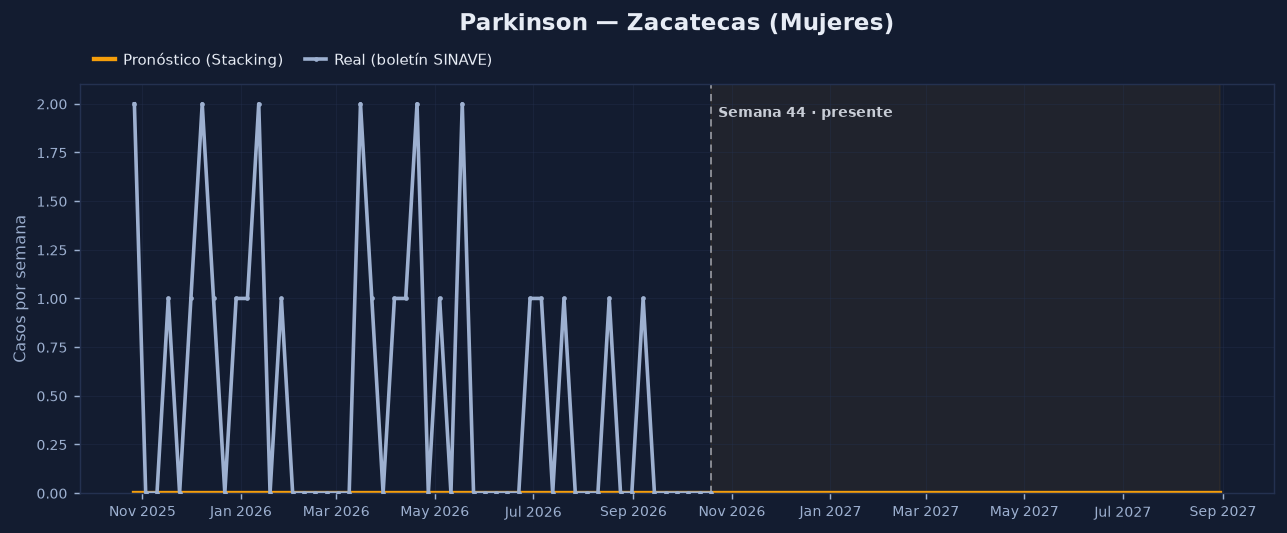 Parkinson — Zacatecas (Mujeres)
Pronóstico (Stacking)
Real (boletín SINAVE)
Semana 44 · presente
Casos por semana
2.00
1.75
1.50
1.25
1.00
0.75
0.50
0.25
0.00
Nov 2025
Jan 2026
Mar 2026
May 2026
Jul 2026
Sep 2026
Nov 2026
Jan 2027
Mar 2027
May 2027
Jul 2027
Sep 2027